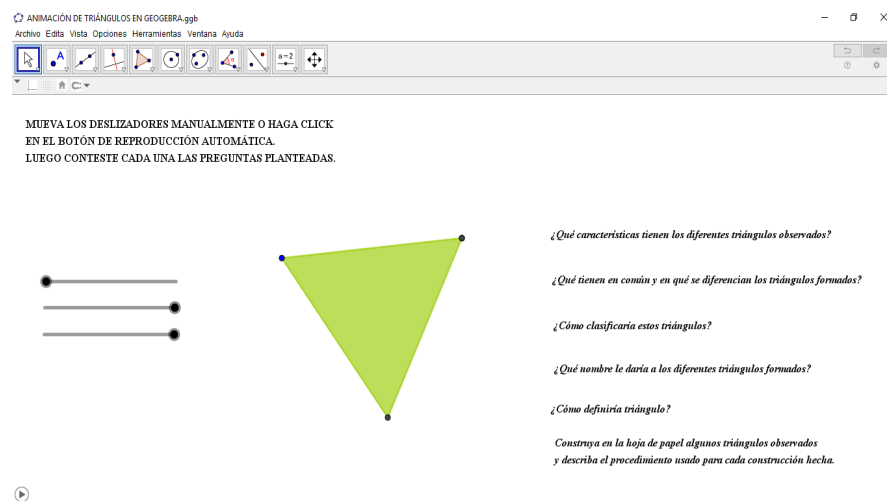 ANIMACIÓN DE TRIÁNGULOS EN GEOGEBRA.ggb
Archivo Edita Vista Opciones Herramientas Ventana Ayuda
A
a=2
MUEVA LOS DESLIZADORES MANUALMENTE O HAGA CLICK
EN EL BOTÓN DE REPRODUCCIÓN AUTOMÁTICA.
LUEGO CONTESTE CADA UNA LAS PREGUNTAS PLANTEADAS.
¿Qué características tienen los diferentes triángulos observados?
¿Qué tienen en común y en qué se diferencian los triángulos formados?
¿Cómo clasificaría estos triángulos?
¿Qué nombre le daría a los diferentes triángulos formados?
¿Cómo definiría triángulo?
Construya en la hoja de papel algunos triángulos observados
y describa el procedimiento usado para cada construcción hecha.